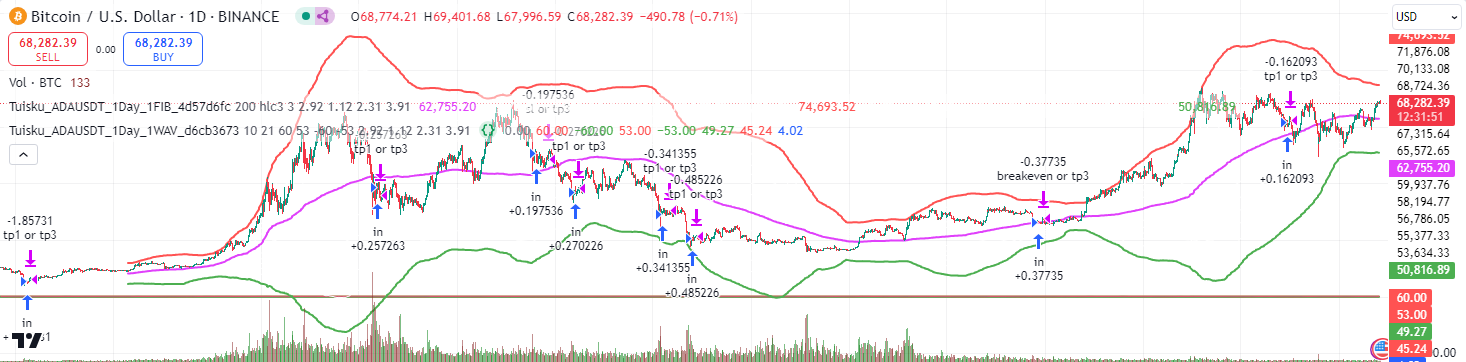 Bitcoin / U.S. Dollar · 1D · BINANCE O68,774.21 H69,401.68 L67,996.59 C68,282.39 −490.78 (−0.71%)
USD
68,282.39
SELL
0.00
68,282.39
BUY
Vol · BTC 133
Tuisku_ADAUSDT_1Day_1FIB_4d57d6fc 200 hlc3 3 2.92 1.12 2.31 3.91 62,755.20 74,693.52 50,816.89
Tuisku_ADAUSDT_1Day_1WAV_d6cb3673 10 21 60 53 -60 -53 2.92 1.12 2.31 3.91 0.00 60.00 −60.00 53.00 −53.00 49.27 45.24 4.02
-1.85731
tp1 or tp3
in
tp1 or tp3
in
+0.257263
-0.197536
sl or tp3
in
+0.197536
tp1 or tp3
in
+0.270226
-0.341355
tp1 or tp3
in
+0.341355
-0.485226
tp1 or tp3
in
+0.485226
-0.37735
breakeven or tp3
in
+0.37735
-0.162093
tp1 or tp3
in
+0.162093
74,693.52
71,876.08
70,133.08
68,724.36
68,282.39
12:31:51
67,315.64
65,572.65
62,755.20
59,937.76
58,194.77
56,786.05
55,377.33
53,634.33
50,816.89
60.00
53.00
49.27
45.24
0.00